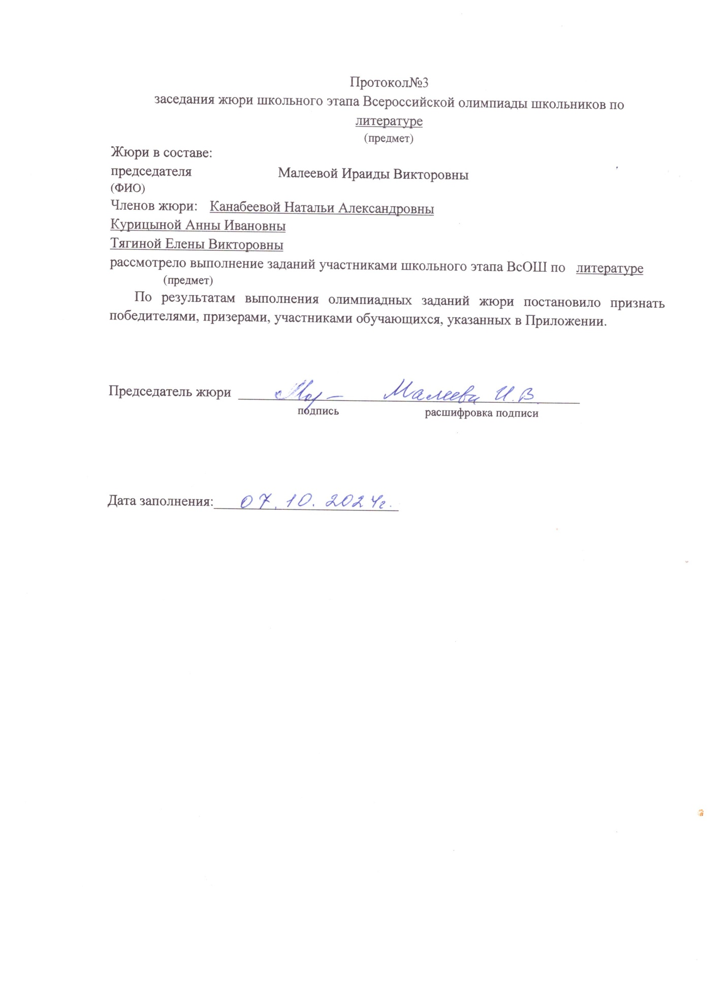 Протокол№3
заседания жюри школьного этапа Всероссийской олимпиады школьников по
литературе
(предмет)
Жюри в составе:
председателя Малеевой Ираиды Викторовны
(ФИО)
Членов жюри: Канабеевой Натальи Александровны
Курицыной Анны Ивановны
Тягиной Елены Викторовны
рассмотрело выполнение заданий участниками школьного этапа ВсОШ по литературе
(предмет)
По результатам выполнения олимпиадных заданий жюри постановило признать
победителями, призерами, участниками обучающихся, указанных в Приложении.
Председатель жюри Малеева И.В.
подпись расшифровка подписи
Дата заполнения: 07.10.2024г.